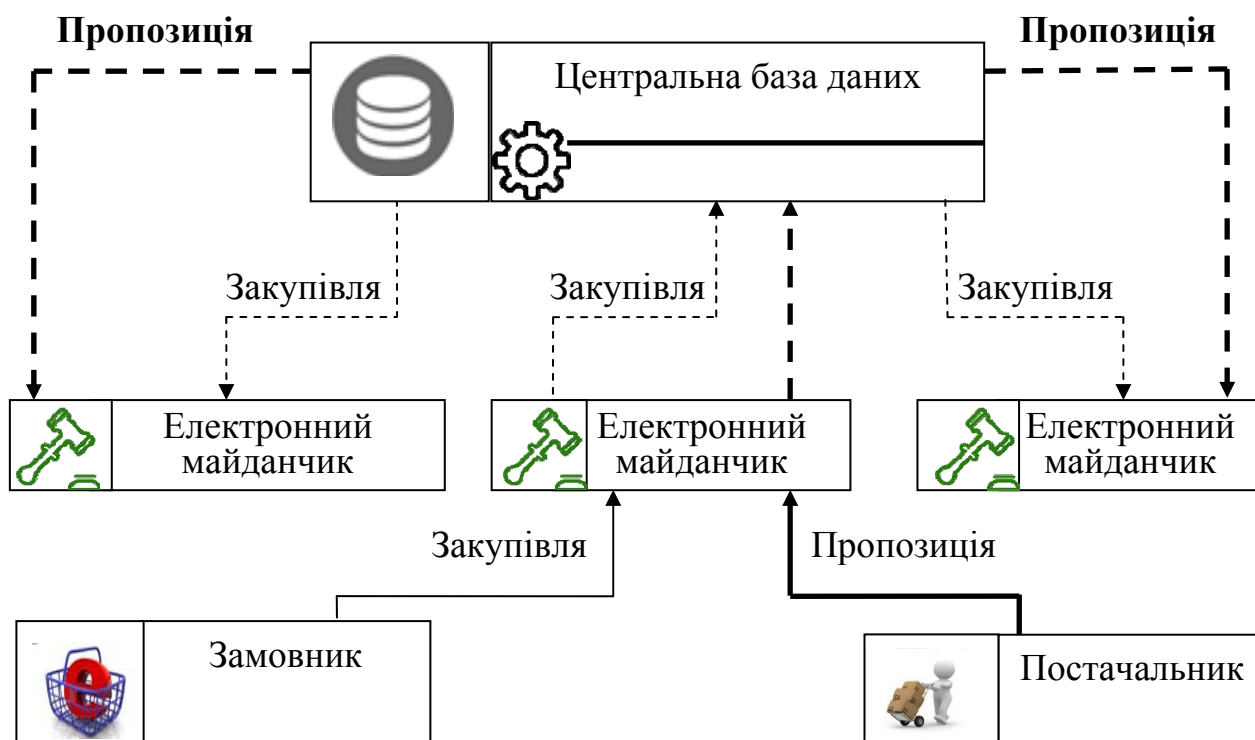 Пропозиція
Пропозиція
Центральна база даних
Закупівля
Закупівля
Закупівля
Електронний
майданчик
Електронний
майданчик
Електронний
майданчик
Закупівля
Пропозиція
Замовник
Постачальник